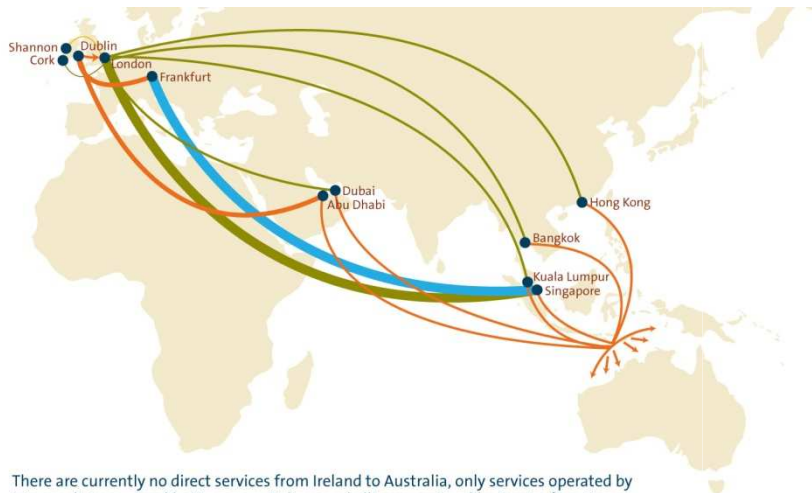 Shannon
Dublin
Cork
London
Frankfurt
Dubai
Abu Dhabi
Hong Kong
Bangkok
Kuala Lumpur
Singapore
There are currently no direct services from Ireland to Australia, only services operated by